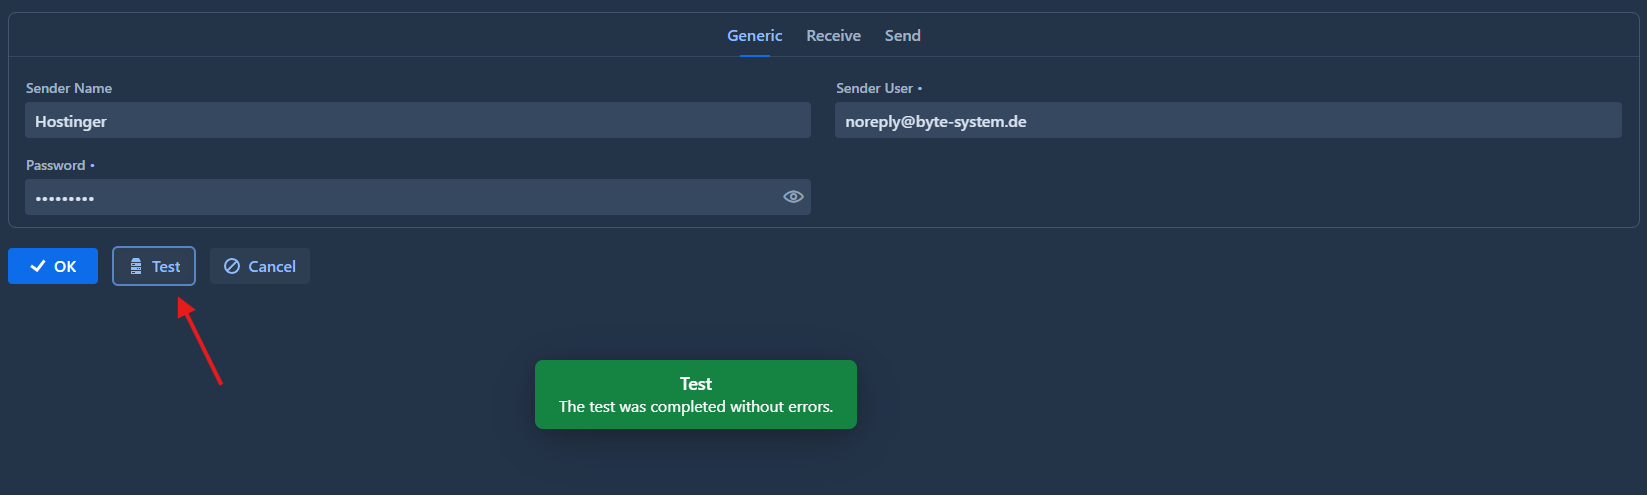 Generic Receive Send
Sender Name
Sender User •
Hostinger
noreply@byte-system.de
Password •
•••••••••
OK Test Cancel
Test
The test was completed without errors.